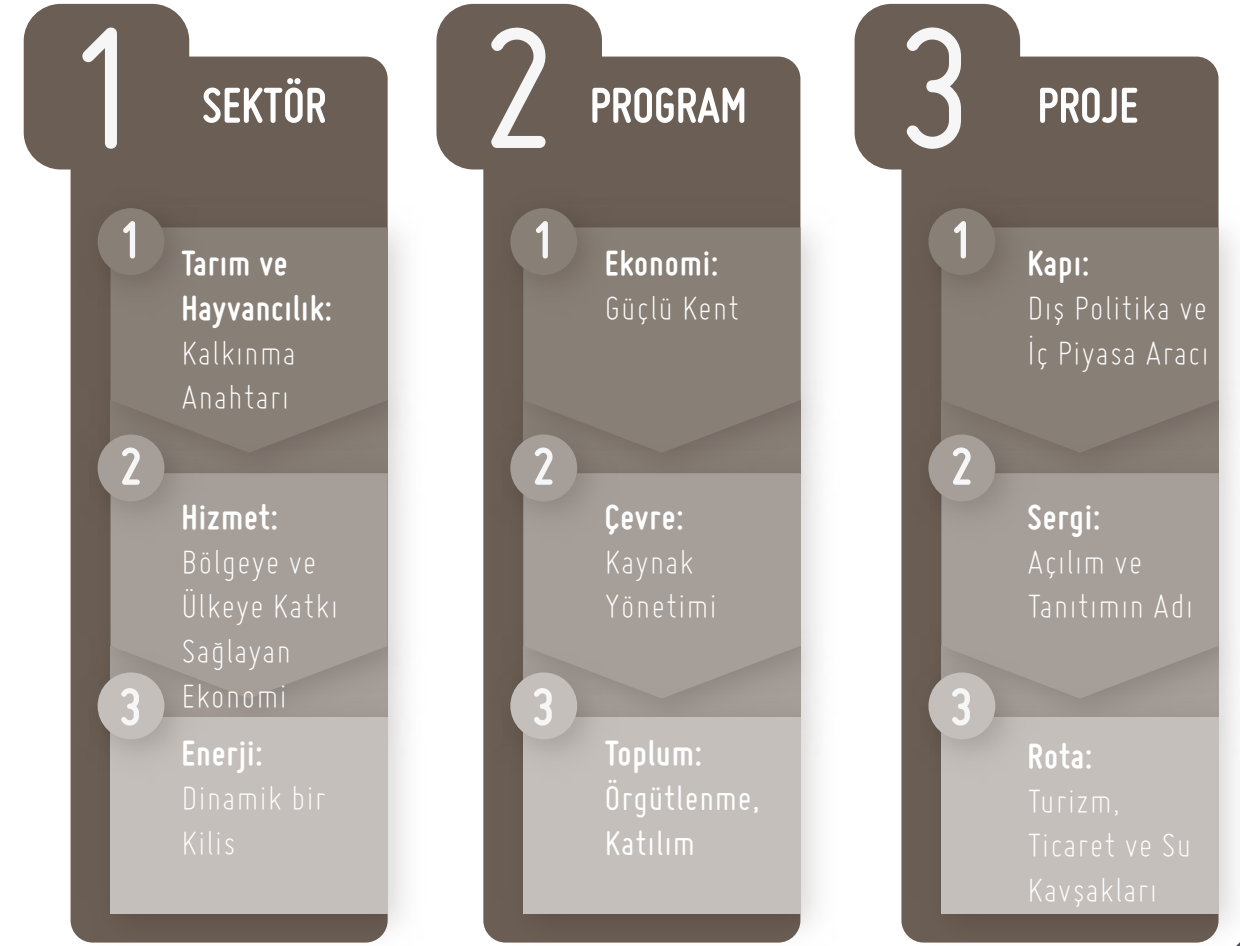 1
SEKTÖR
1
Tarım ve
Hayvancılık:
Kalkınma
Anahtarı
2
Hizmet:
Bölgeye ve
Ülkeye Katkı
Sağlayan
Ekonomi
3
Enerji:
Dinamik bir
Kilis
2
PROGRAM
1
Ekonomi:
Güçlü Kent
2
Çevre:
Kaynak
Yönetimi
3
Toplum:
Örgütlenme,
Katılım
3
PROJE
1
Kapı:
Dış Politika ve
İç Piyasa Aracı
2
Sergi:
Açılım ve
Tanıtımın Adı
3
Rota:
Turizm,
Ticaret ve Su
Kavşakları